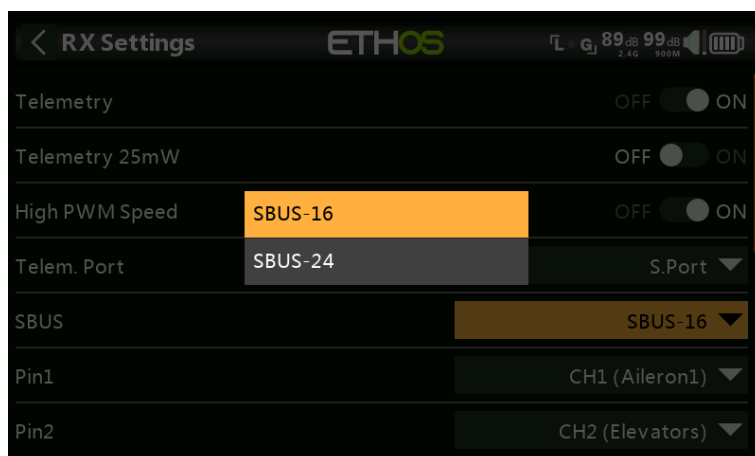 RX Settings
ETHOS
L G 89dB 2.4G 99dB 900M
Telemetry OFF ON
Telemetry 25mW OFF ON
High PWM Speed OFF ON
SBUS-16
SBUS-24
Telem. Port S.Port
SBUS SBUS-16
Pin1 CH1 (Aileron1)
Pin2 CH2 (Elevators)